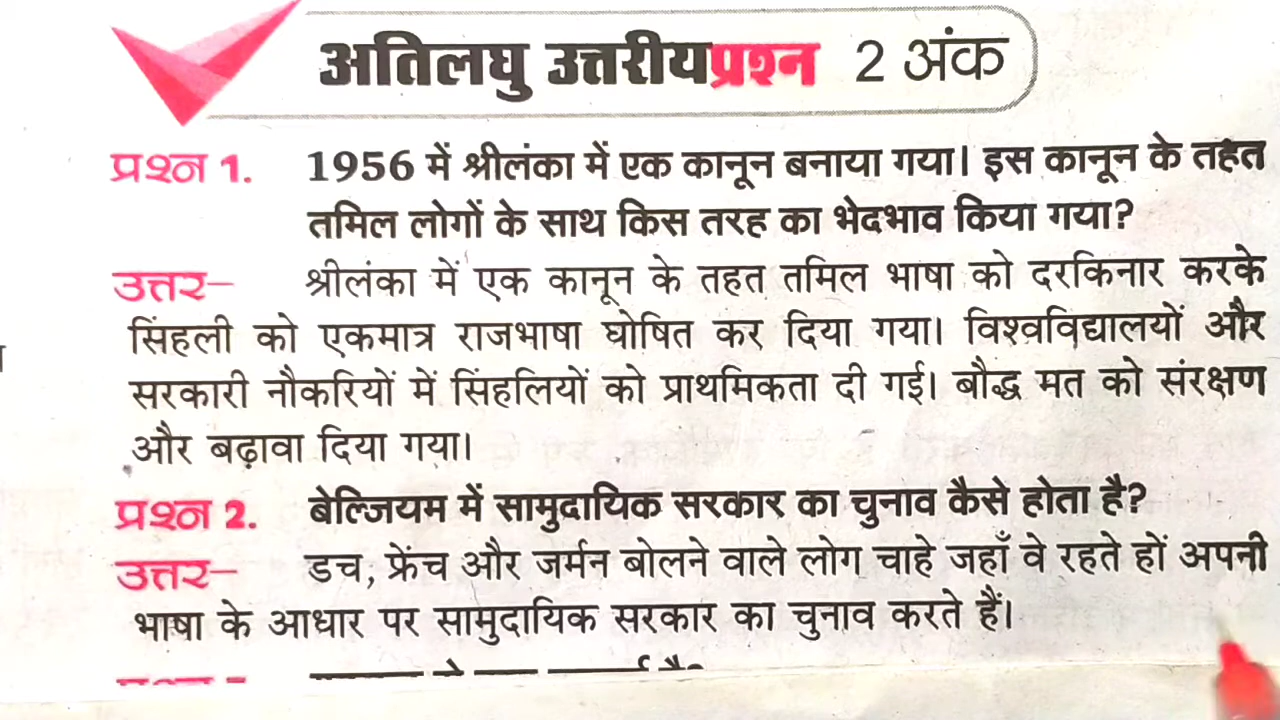 अतिलघु उत्तरीय प्रश्न 2 अंक
प्रश्न 1. 1956 में श्रीलंका में एक कानून बनाया गया। इस कानून के तहत
तमिल लोगों के साथ किस तरह का भेदभाव किया गया?
उत्तर– श्रीलंका में एक कानून के तहत तमिल भाषा को दरकिनार करके
सिंहली को एकमात्र राजभाषा घोषित कर दिया गया। विश्वविद्यालयों और
सरकारी नौकरियों में सिंहलियों को प्राथमिकता दी गई। बौद्ध मत को संरक्षण
और बढ़ावा दिया गया।
प्रश्न 2. बेल्जियम में सामुदायिक सरकार का चुनाव कैसे होता है?
उत्तर– डच, फ्रेंच और जर्मन बोलने वाले लोग चाहे जहाँ वे रहते हों अपनी
भाषा के आधार पर सामुदायिक सरकार का चुनाव करते हैं।